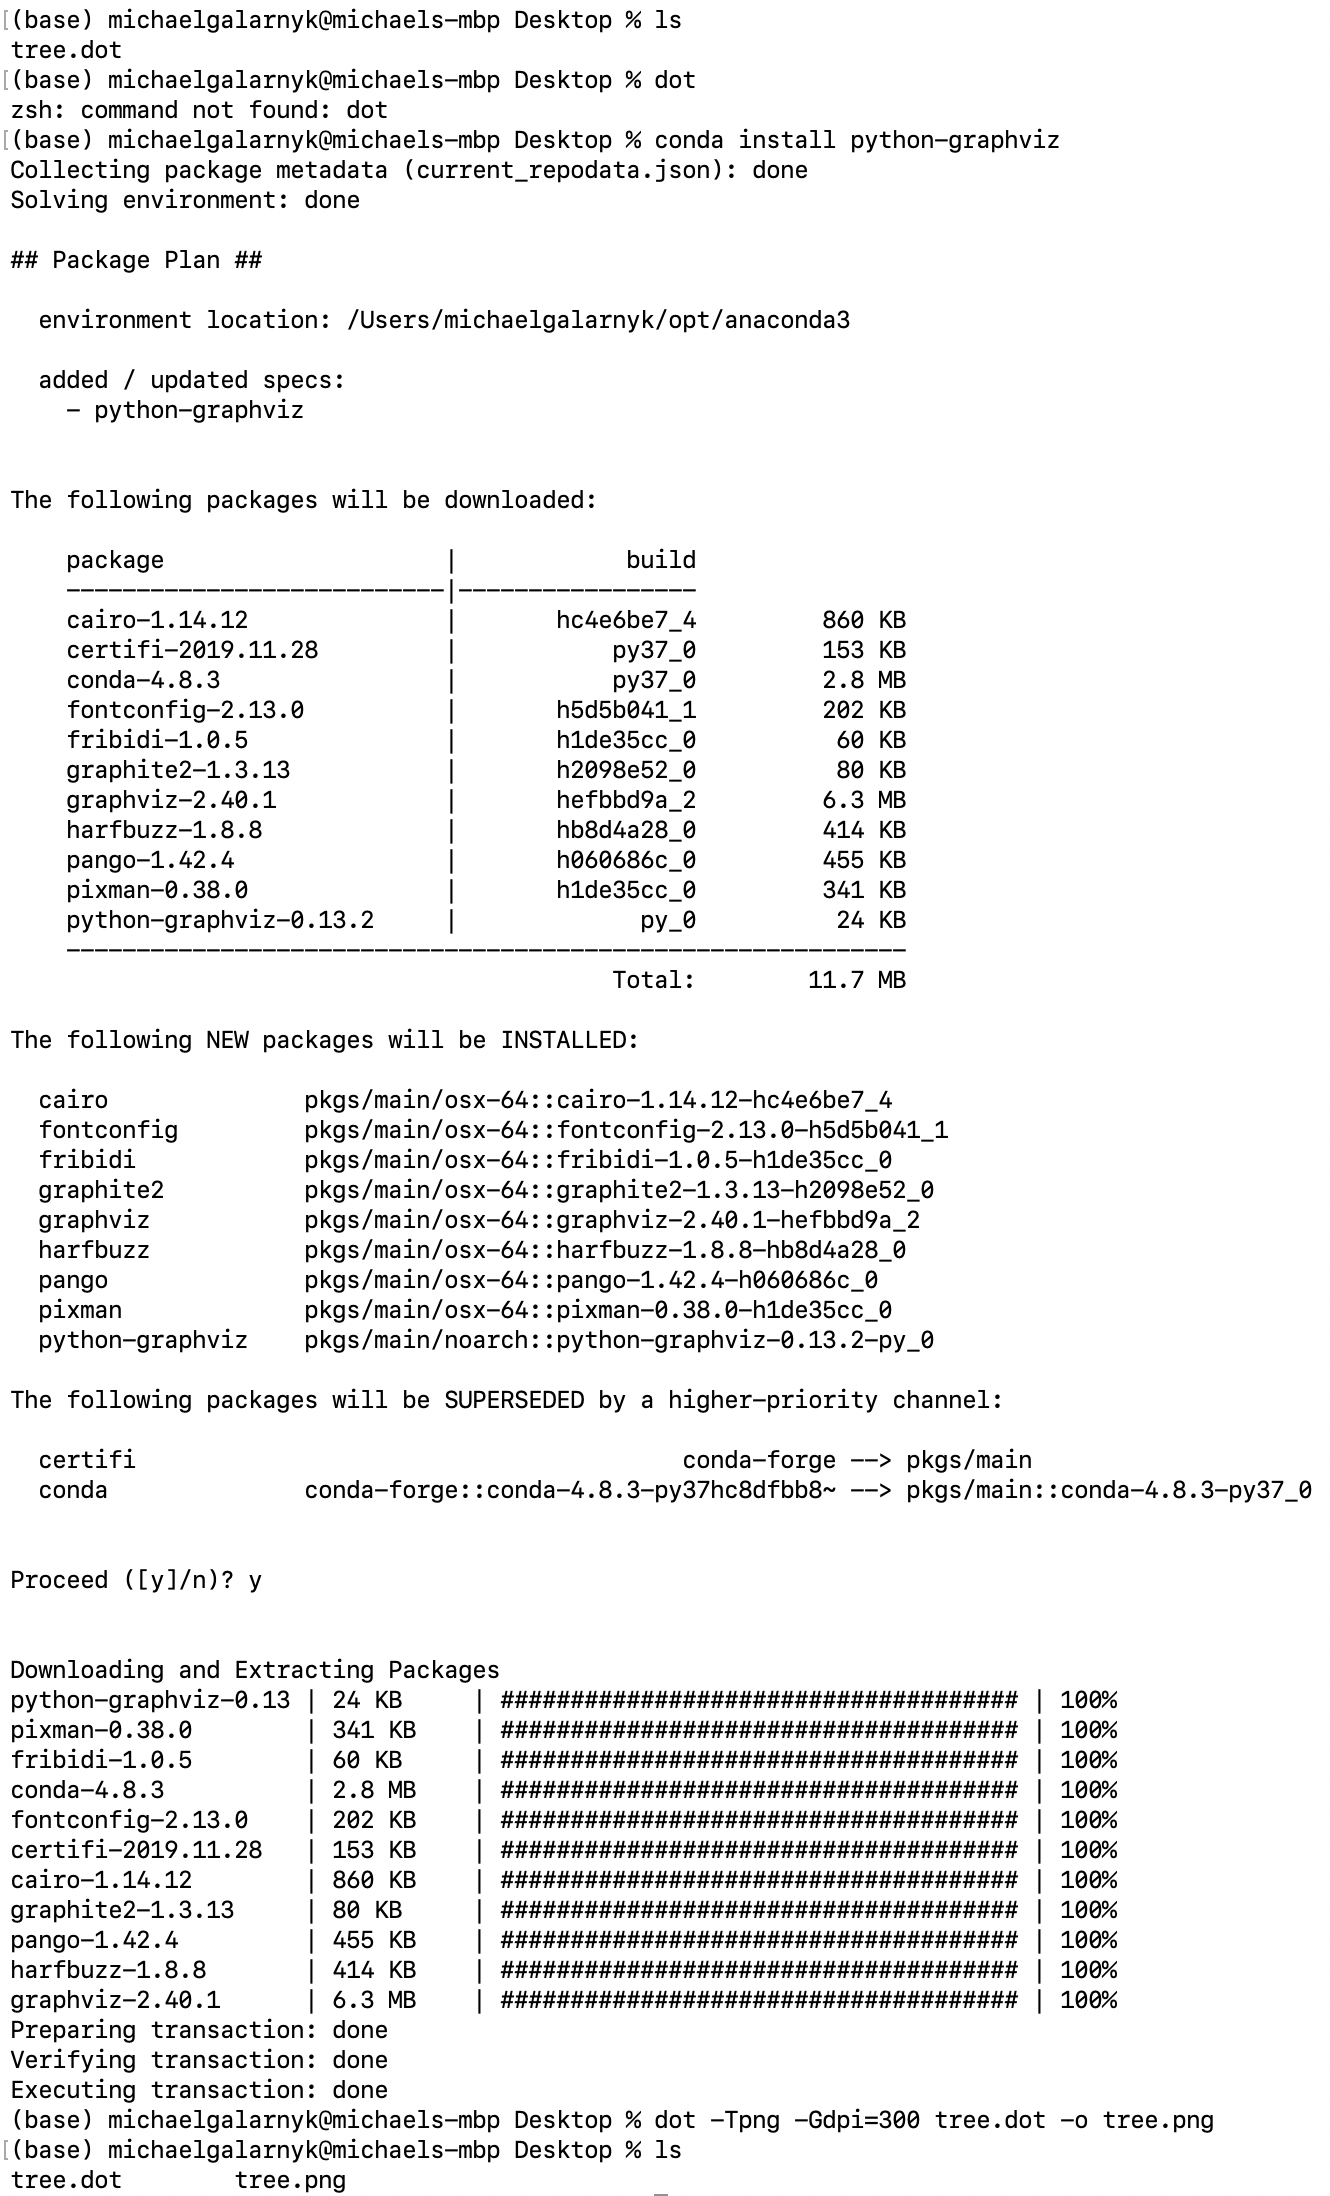 (base) michaelgalarnyk@michaels-mbp Desktop % ls
tree.dot
(base) michaelgalarnyk@michaels-mbp Desktop % dot
zsh: command not found: dot
(base) michaelgalarnyk@michaels-mbp Desktop % conda install python-graphviz
Collecting package metadata (current_repodata.json): done
Solving environment: done

## Package Plan ##

  environment location: /Users/michaelgalarnyk/opt/anaconda3

  added / updated specs:
    - python-graphviz


The following packages will be downloaded:

    package                    |            build
    ---------------------------|-----------------
    cairo-1.14.12              |       hc4e6be7_4         860 KB
    certifi-2019.11.28         |           py37_0         153 KB
    conda-4.8.3                |           py37_0         2.8 MB
    fontconfig-2.13.0          |       h5d5b041_1         202 KB
    fribidi-1.0.5              |       h1de35cc_0          60 KB
    graphite2-1.3.13           |       h2098e52_0          80 KB
    graphviz-2.40.1            |       hefbbd9a_2         6.3 MB
    harfbuzz-1.8.8             |       hb8d4a28_0         414 KB
    pango-1.42.4               |       h060686c_0         455 KB
    pixman-0.38.0              |       h1de35cc_0         341 KB
    python-graphviz-0.13.2     |             py_0          24 KB
    ------------------------------------------------------------
                                           Total:        11.7 MB

The following NEW packages will be INSTALLED:

  cairo              pkgs/main/osx-64::cairo-1.14.12-hc4e6be7_4
  fontconfig         pkgs/main/osx-64::fontconfig-2.13.0-h5d5b041_1
  fribidi            pkgs/main/osx-64::fribidi-1.0.5-h1de35cc_0
  graphite2          pkgs/main/osx-64::graphite2-1.3.13-h2098e52_0
  graphviz           pkgs/main/osx-64::graphviz-2.40.1-hefbbd9a_2
  harfbuzz           pkgs/main/osx-64::harfbuzz-1.8.8-hb8d4a28_0
  pango              pkgs/main/osx-64::pango-1.42.4-h060686c_0
  pixman             pkgs/main/osx-64::pixman-0.38.0-h1de35cc_0
  python-graphviz    pkgs/main/noarch::python-graphviz-0.13.2-py_0

The following packages will be SUPERSEDED by a higher-priority channel:

  certifi                                       conda-forge --> pkgs/main
  conda              conda-forge::conda-4.8.3-py37hc8dfbb8~ --> pkgs/main::conda-4.8.3-py37_0


Proceed ([y]/n)? y


Downloading and Extracting Packages
python-graphviz-0.13 | 24 KB     | ##################################### | 100%
pixman-0.38.0        | 341 KB    | ##################################### | 100%
fribidi-1.0.5        | 60 KB     | ##################################### | 100%
conda-4.8.3          | 2.8 MB    | ##################################### | 100%
fontconfig-2.13.0    | 202 KB    | ##################################### | 100%
certifi-2019.11.28   | 153 KB    | ##################################### | 100%
cairo-1.14.12        | 860 KB    | ##################################### | 100%
graphite2-1.3.13     | 80 KB     | ##################################### | 100%
pango-1.42.4         | 455 KB    | ##################################### | 100%
harfbuzz-1.8.8       | 414 KB    | ##################################### | 100%
graphviz-2.40.1      | 6.3 MB    | ##################################### | 100%
Preparing transaction: done
Verifying transaction: done
Executing transaction: done
(base) michaelgalarnyk@michaels-mbp Desktop % dot -Tpng -Gdpi=300 tree.dot -o tree.png
(base) michaelgalarnyk@michaels-mbp Desktop % ls
tree.dot        tree.png